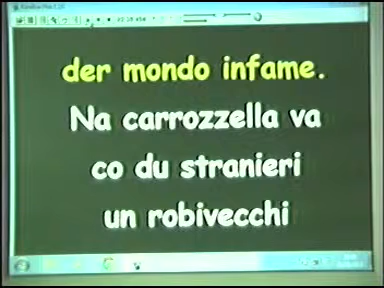 der mondo infame.
Na carrozzella va
co du stranieri
un robivecchi